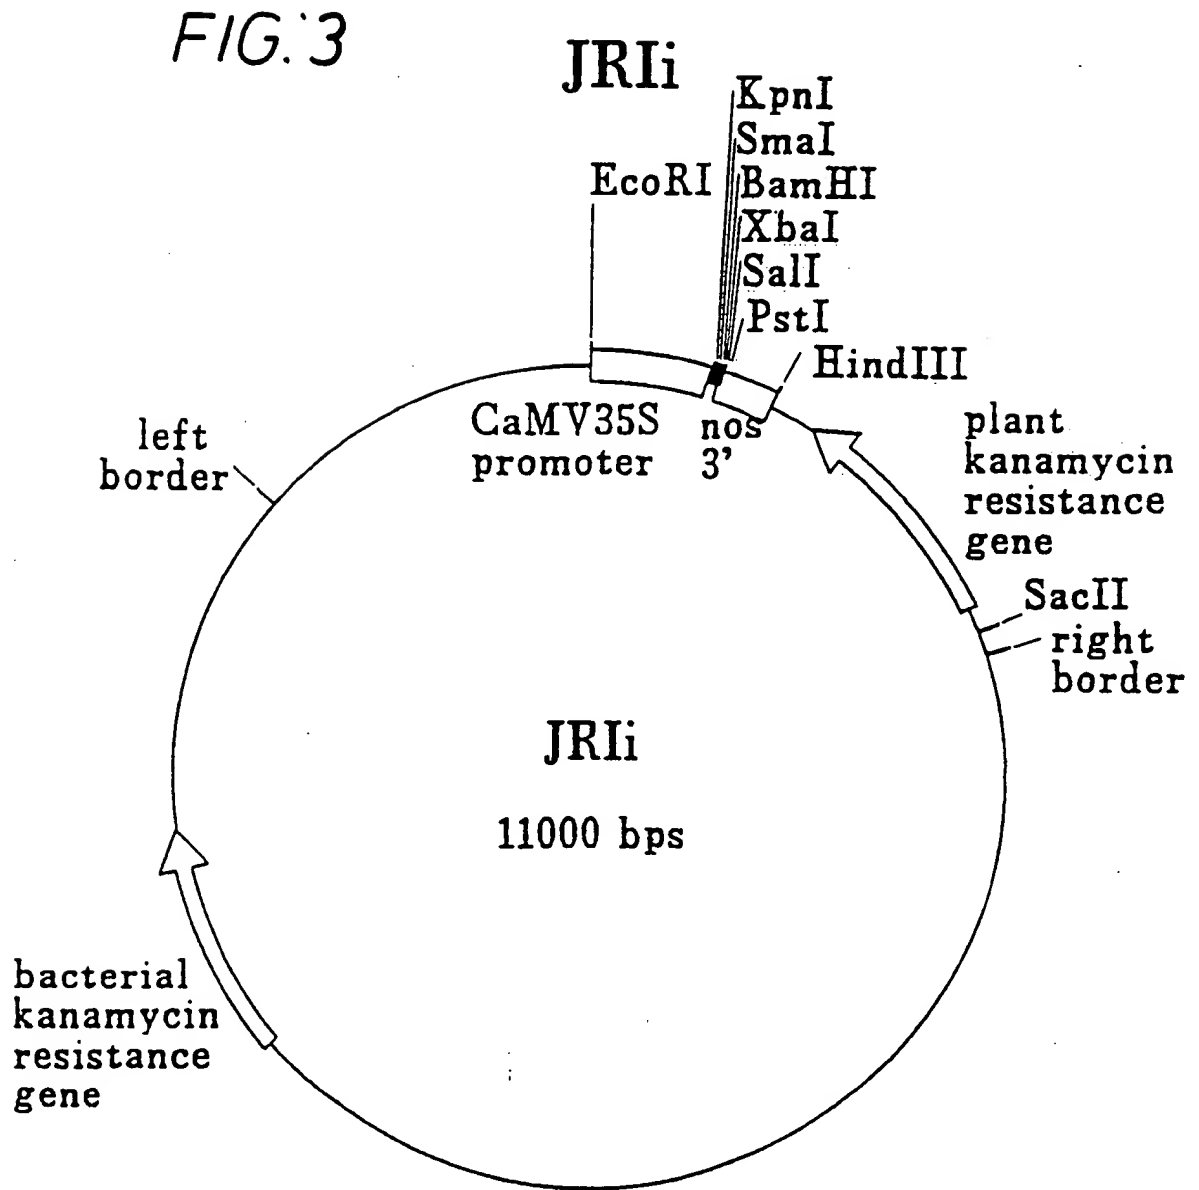 FIG. 3
JRIi
KpnI
SmaI
EcoRI
BamHI
XbaI
SalI
PstI
HindIII
CaMV35S
promoter
nos
3'
left
border
plant
kanamycin
resistance
gene
SacII
right
border
JRIi
11000 bps
bacterial
kanamycin
resistance
gene